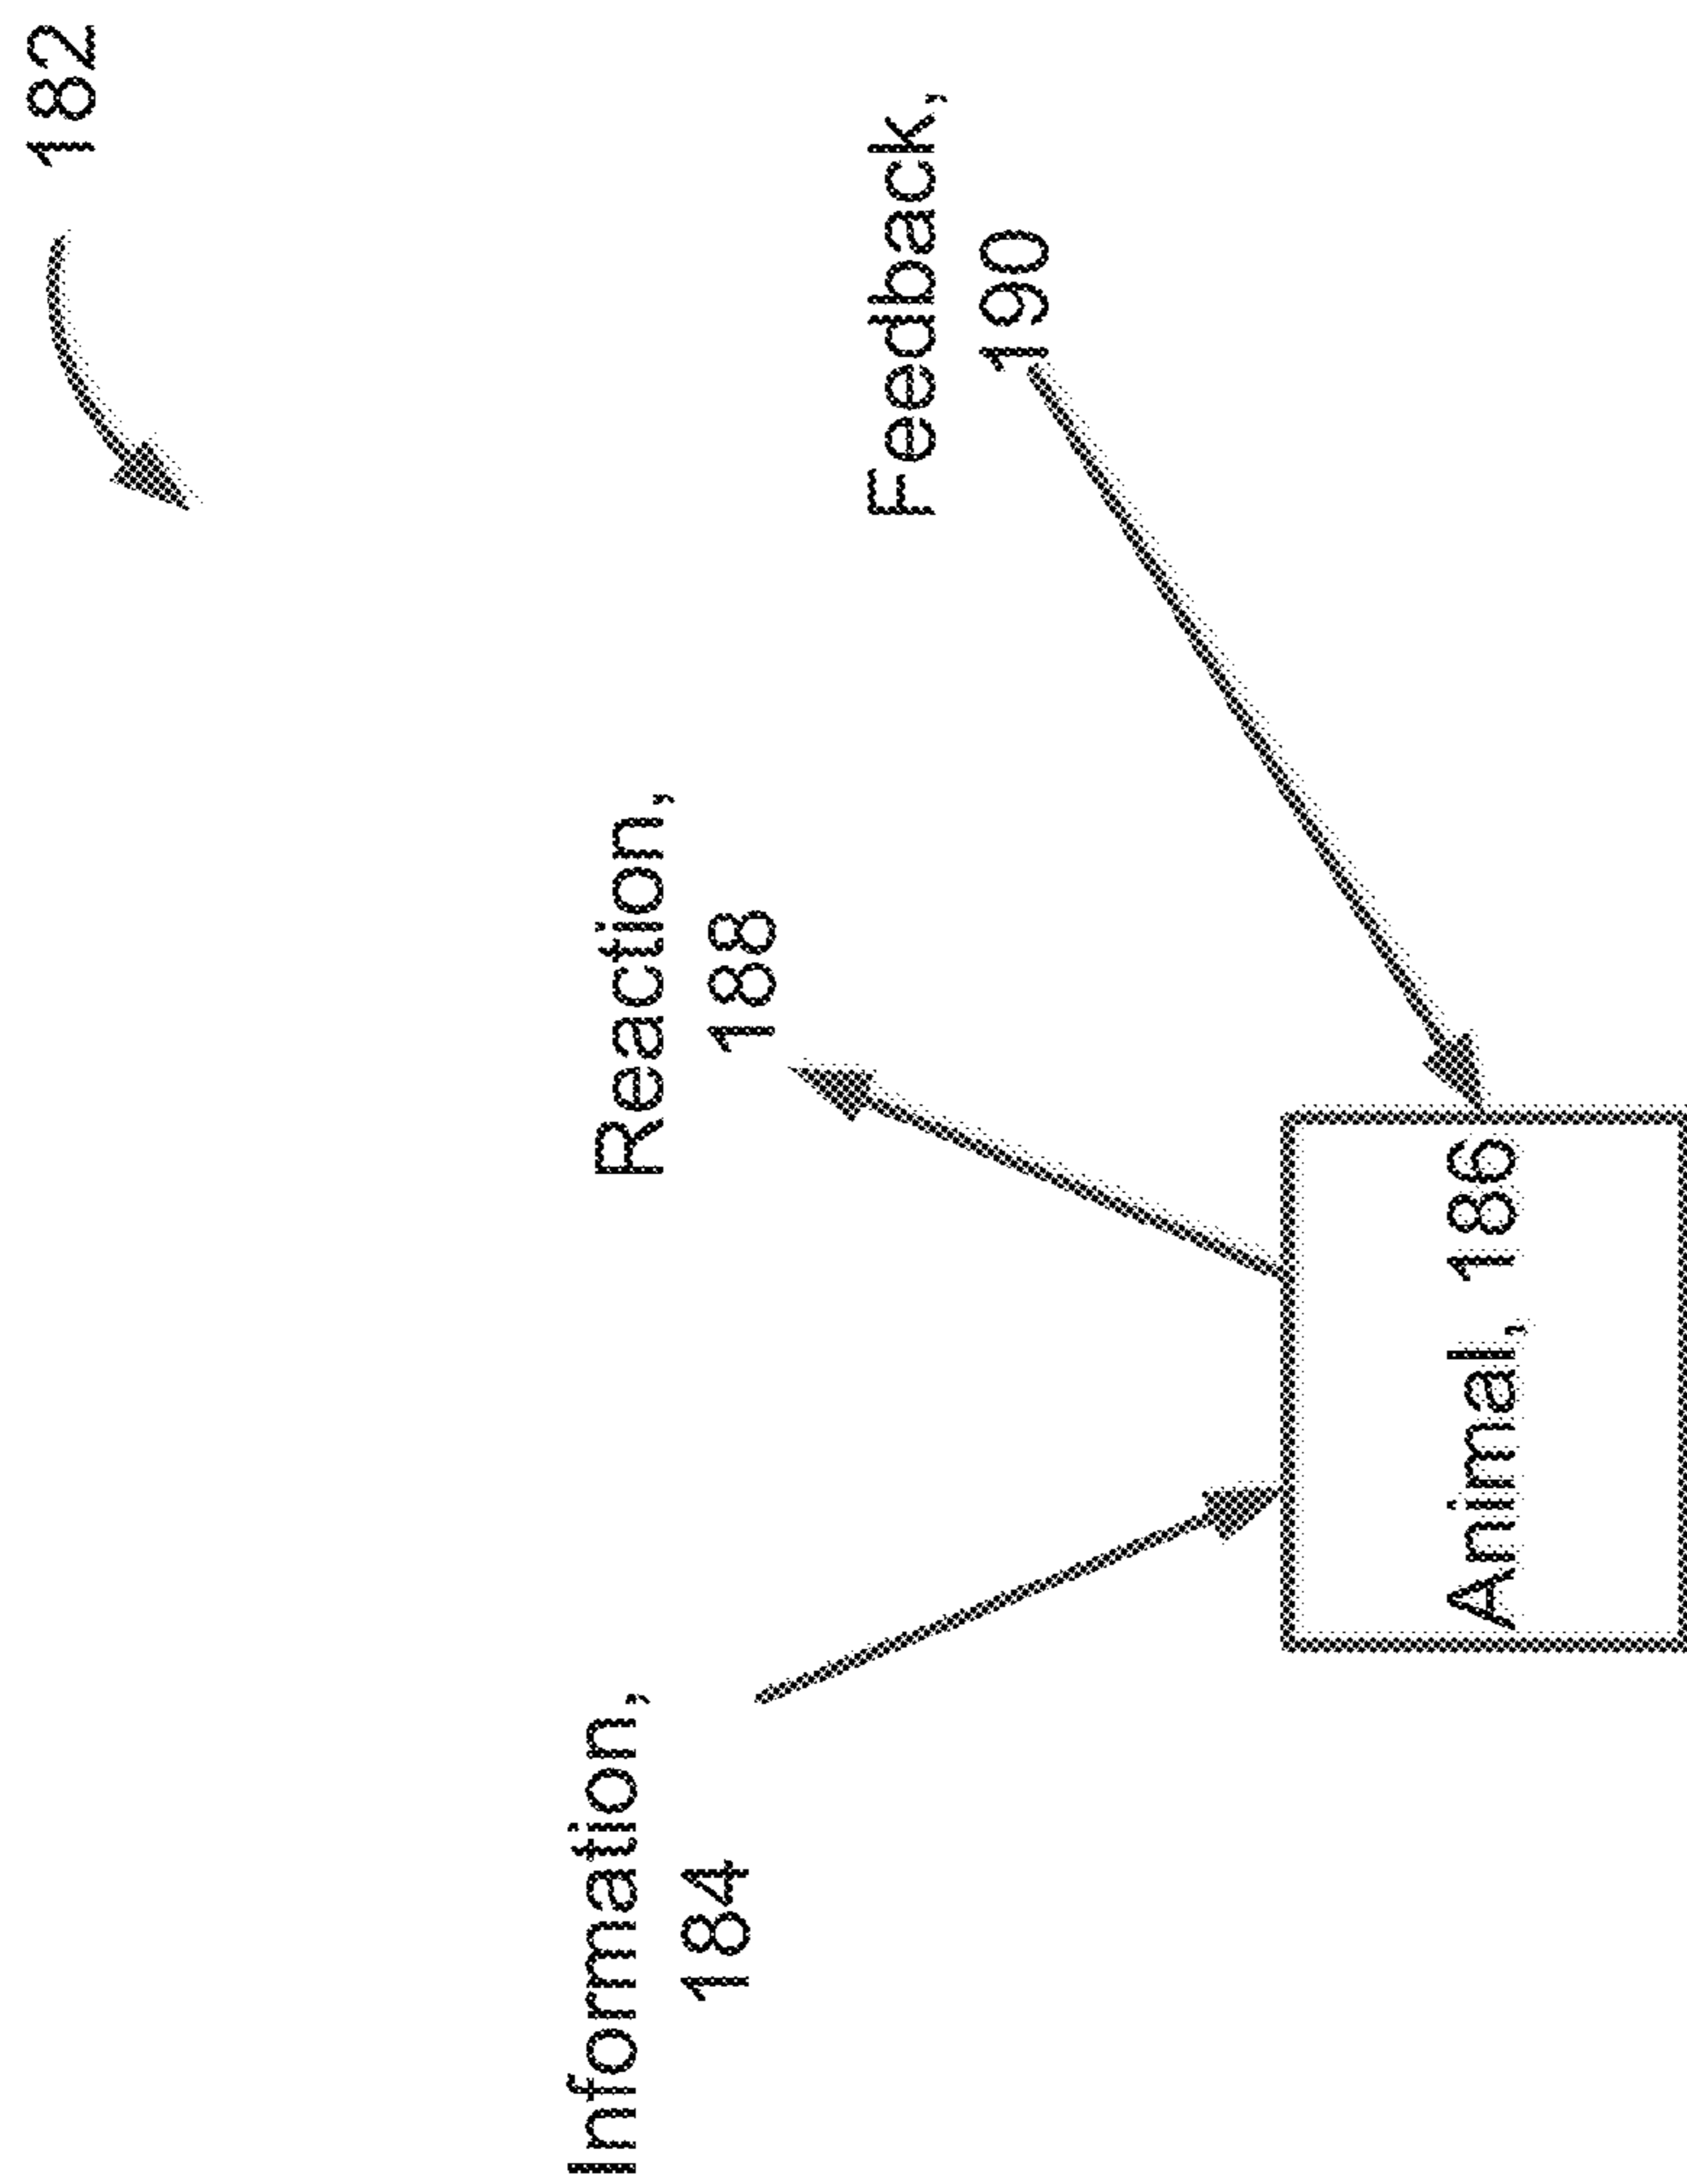 182
Information,
184
Reaction,
188
Feedback,
190
Animal, 186